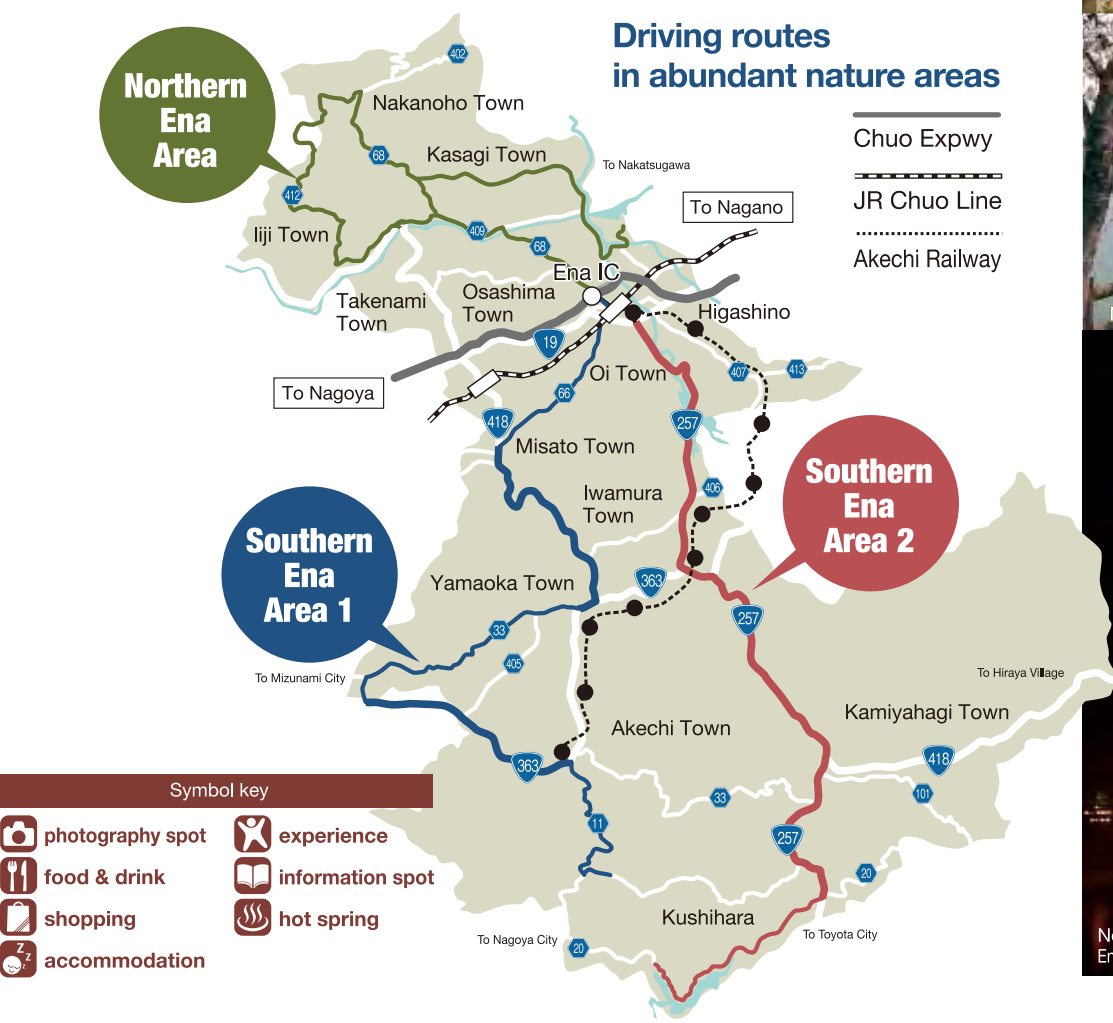 Driving routes
in abundant nature areas
Chuo Expwy
JR Chuo Line
Akechi Railway
Northern
Ena
Area
402
Nakanoho Town
68
Kasagi Town
To Nakatsugawa
412
Iiji Town
409
68
To Nagano
Ena IC
Takenami
Town
Osashima
Town
Higashino
19
To Nagoya
Oi Town
407
413
66
418
257
Misato Town
Iwamura
Town
406
Southern
Ena
Area 2
Southern
Ena
Area 1
Yamaoka Town
363
257
33
405
To Mizunami City
To Hiraya Village
Akechi Town
Kamiyahagi Town
363
418
33
101
11
257
20
Kushihara
To Nagoya City
20
To Toyota City
Symbol key
photography spot
experience
food & drink
information spot
shopping
hot spring
accommodation